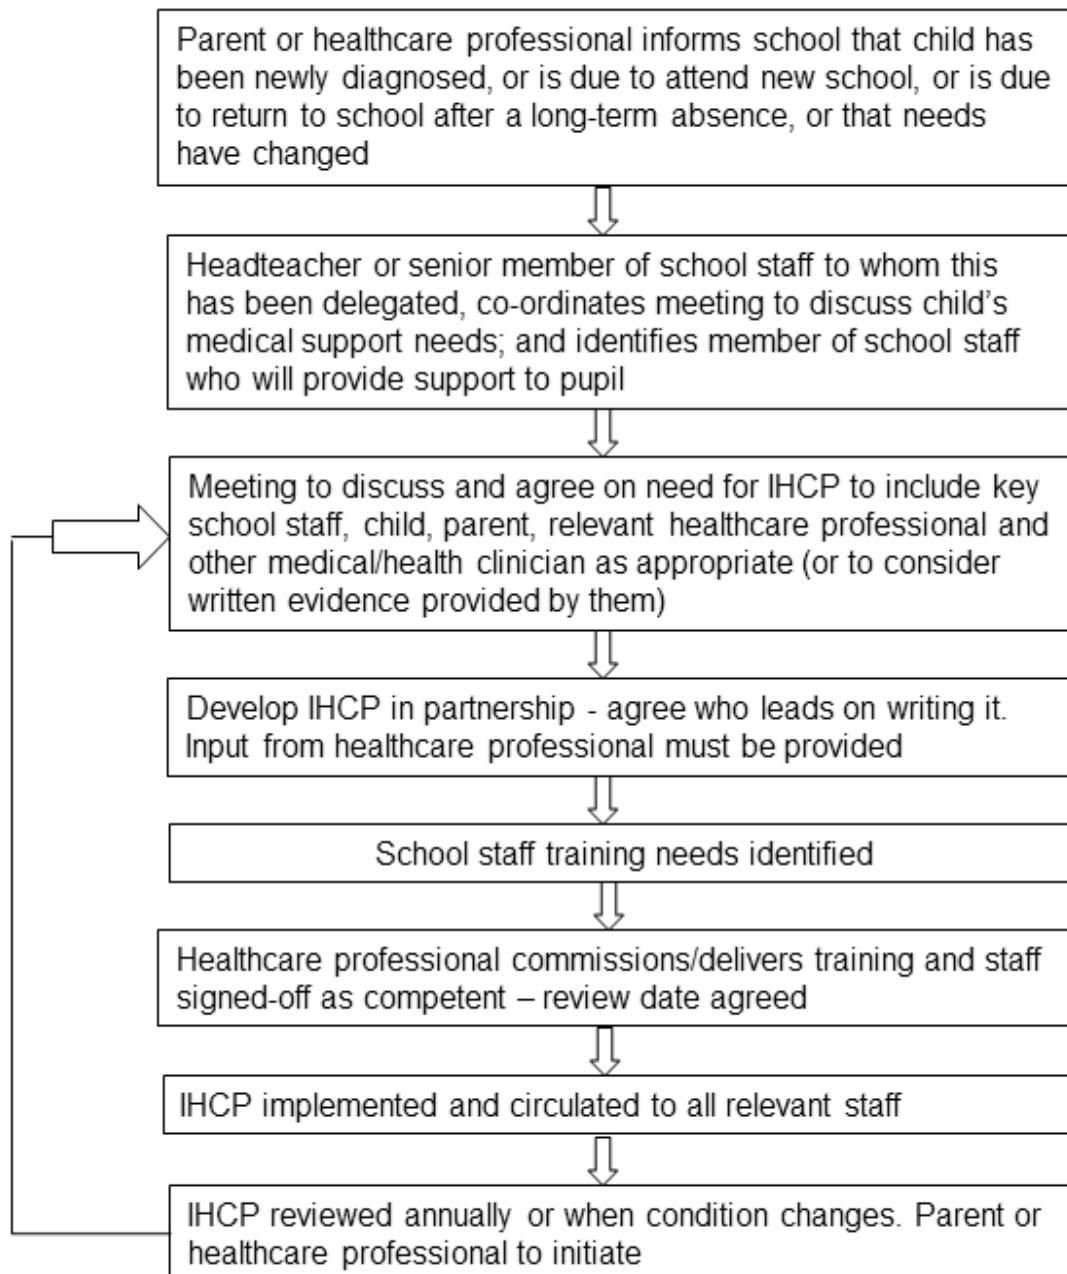 Parent or healthcare professional informs school that child has
been newly diagnosed, or is due to attend new school, or is due
to return to school after a long-term absence, or that needs
have changed
Headteacher or senior member of school staff to whom this
has been delegated, co-ordinates meeting to discuss child's
medical support needs; and identifies member of school staff
who will provide support to pupil
Meeting to discuss and agree on need for IHCP to include key
school staff, child, parent, relevant healthcare professional and
other medical/health clinician as appropriate (or to consider
written evidence provided by them)
Develop IHCP in partnership - agree who leads on writing it.
Input from healthcare professional must be provided
School staff training needs identified
Healthcare professional commissions/delivers training and staff
signed-off as competent – review date agreed
IHCP implemented and circulated to all relevant staff
IHCP reviewed annually or when condition changes. Parent or
healthcare professional to initiate